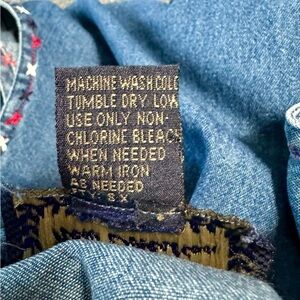 MACHINE WASH COLD
TUMBLE DRY LOW
USE ONLY NON-
CHLORINE BLEACH
WHEN NEEDED
WARM IRON
AS NEEDED